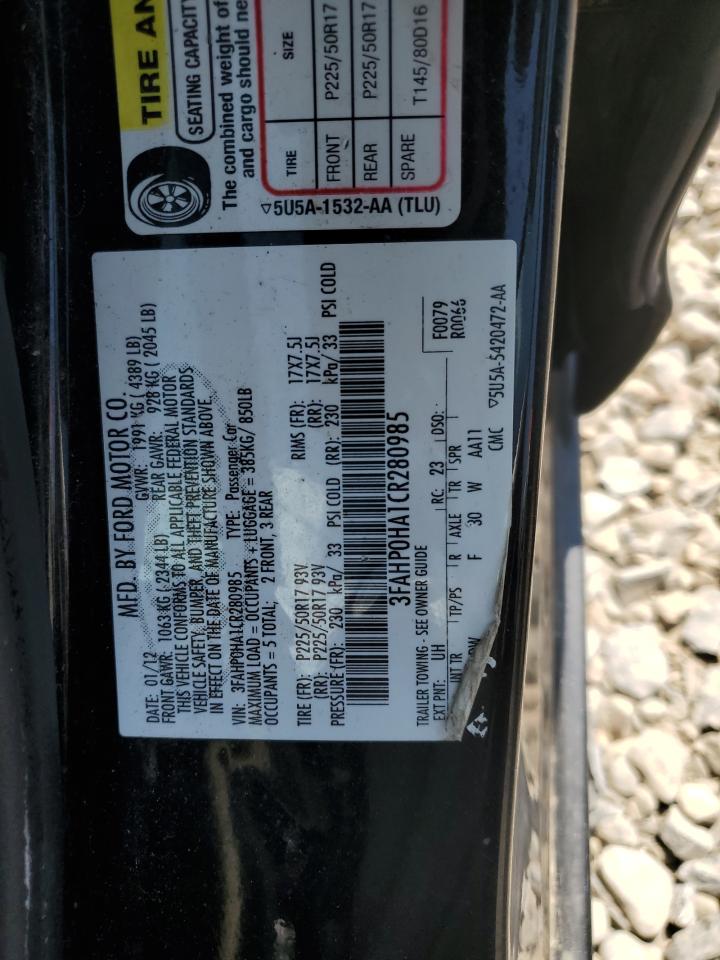 TIRE AN
SEATING CAPACITY
The combined weight of
and cargo should ne
TIRE SIZE
FRONT P225/50R17
REAR P225/50R17
SPARE T145/80D16
5U5A-1532-AA (TLU)
MFD. BY FORD MOTOR CO.
DATE: 01/12 GVWR: 1991 KG ( 4389 LB)
FRONT GAWR: 1063 KG ( 2344 LB) REAR GAWR: 928 KG ( 2045 LB)
THIS VEHICLE CONFORMS TO ALL APPLICABLE FEDERAL MOTOR
VEHICLE SAFETY, BUMPER, AND THEFT PREVENTION STANDARDS
IN EFFECT ON THE DATE OF MANUFACTURE SHOWN ABOVE.
VIN: 3FAHP0HA1CR280985 TYPE: Passenger Car
MAXIMUM LOAD = OCCUPANTS + LUGGAGE = 385KG/ 850LB
OCCUPANTS = 5 TOTAL; 2 FRONT, 3 REAR
TIRE (FR): P225/50R17 93V RIMS (FR): 17X7.5J
(RR): P225/50R17 93V (RR): 17X7.5J
PRESSURE (FR): 230 kPa/ 33 PSI COLD (RR): 230 kPa/ 33 PSI COLD
3FAHP0HA1CR280985
TRAILER TOWING - SEE OWNER GUIDE F0079
EXT PNT: UH RC: 23 DSO: R0066
INT TR TP/PS R AXLE TR SPR
F 30 W AA11
CMC 5U5A-5420472-AA